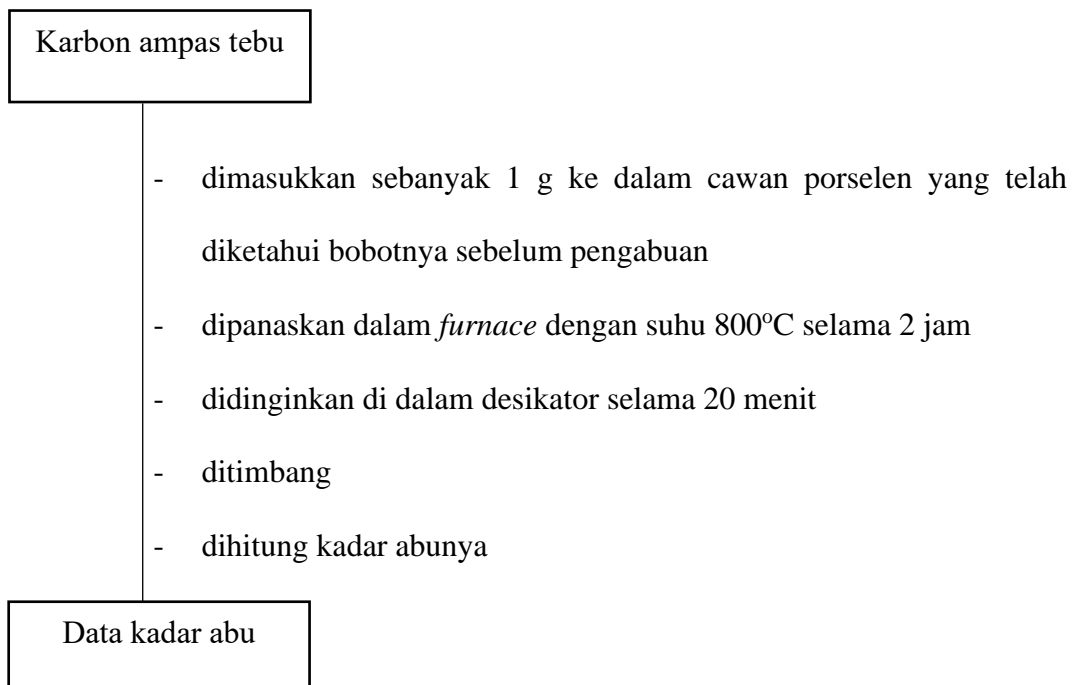 Karbon ampas tebu
- dimasukkan sebanyak 1 g ke dalam cawan porselen yang telah
diketahui bobotnya sebelum pengabuan
- dipanaskan dalam furnace dengan suhu 800°C selama 2 jam
- didinginkan di dalam desikator selama 20 menit
- ditimbang
- dihitung kadar abunya
Data kadar abu